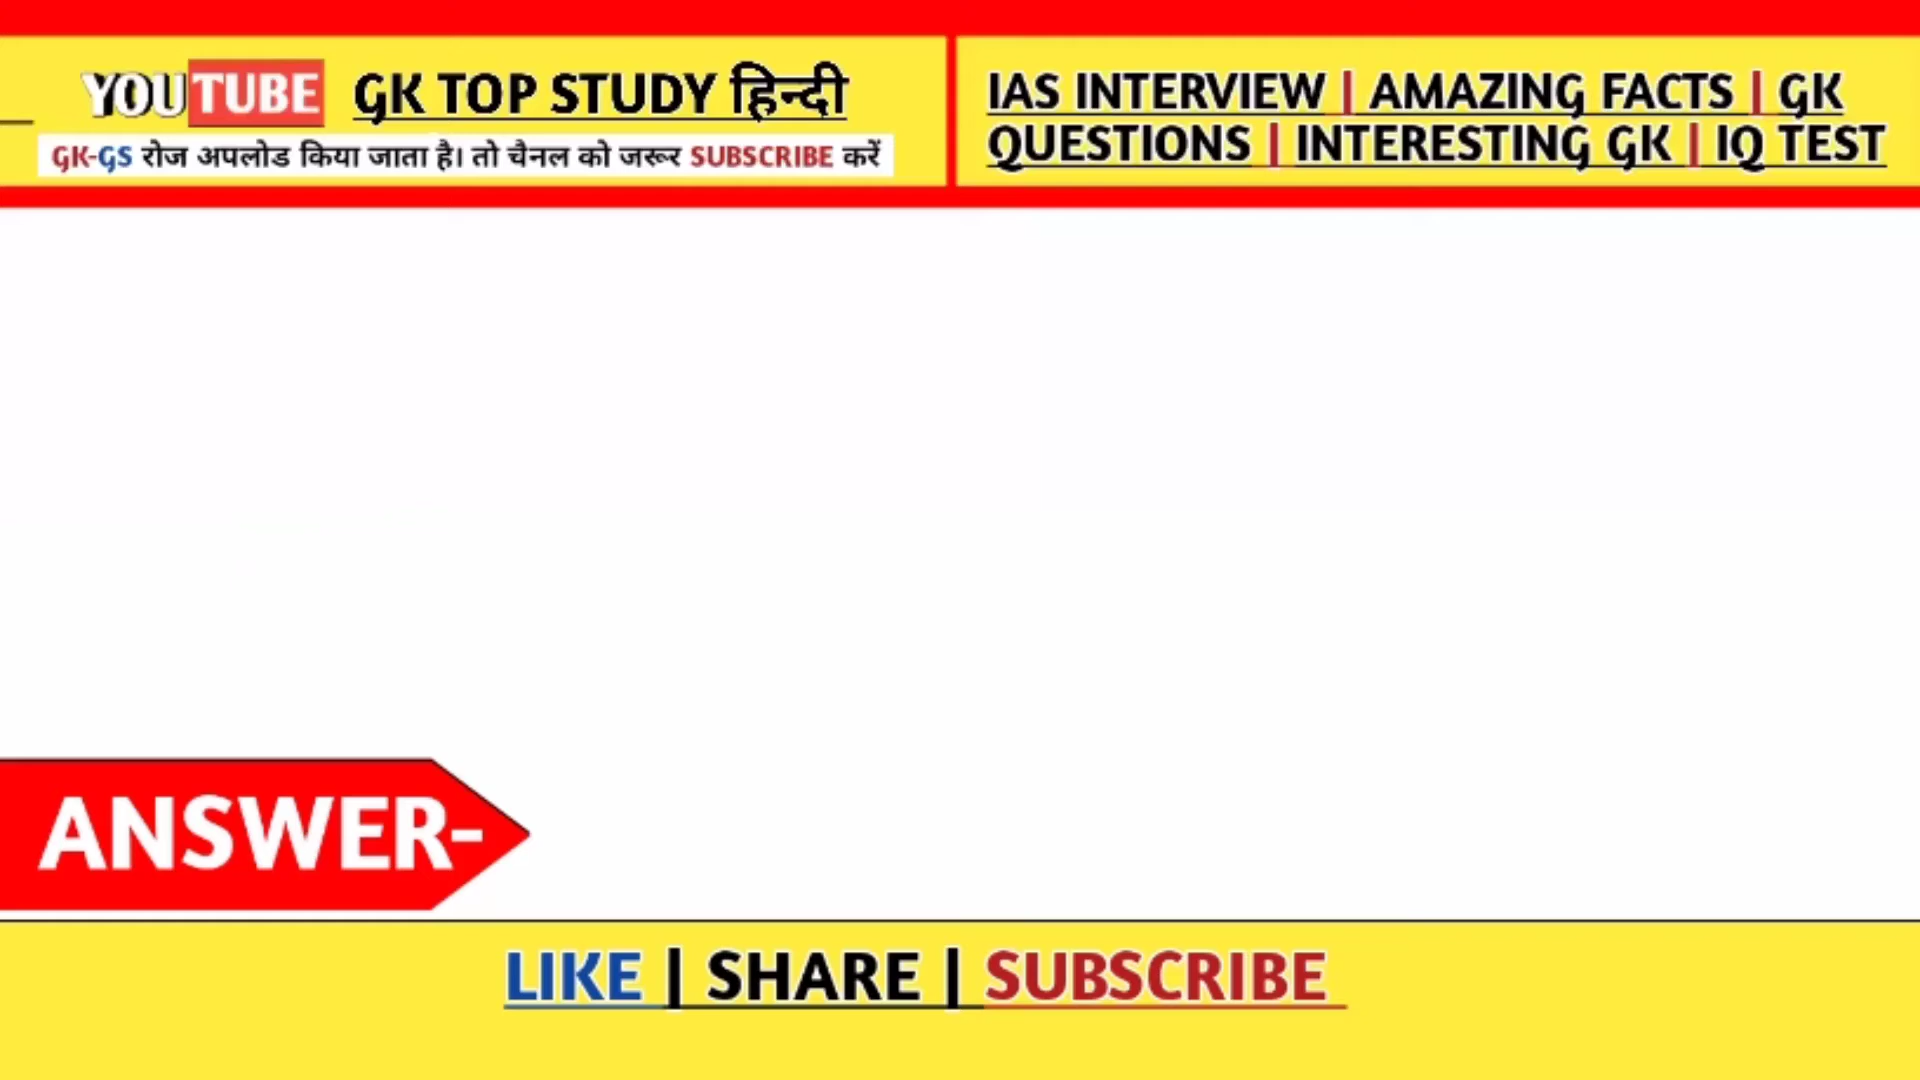 YOUTUBE GK TOP STUDY हिन्दी
GK-GS रोज अपलोड किया जाता है। तो चैनल को जरूर SUBSCRIBE करें
IAS INTERVIEW | AMAZING FACTS | GK
QUESTIONS | INTERESTING GK | IQ TEST
ANSWER-
LIKE | SHARE | SUBSCRIBE